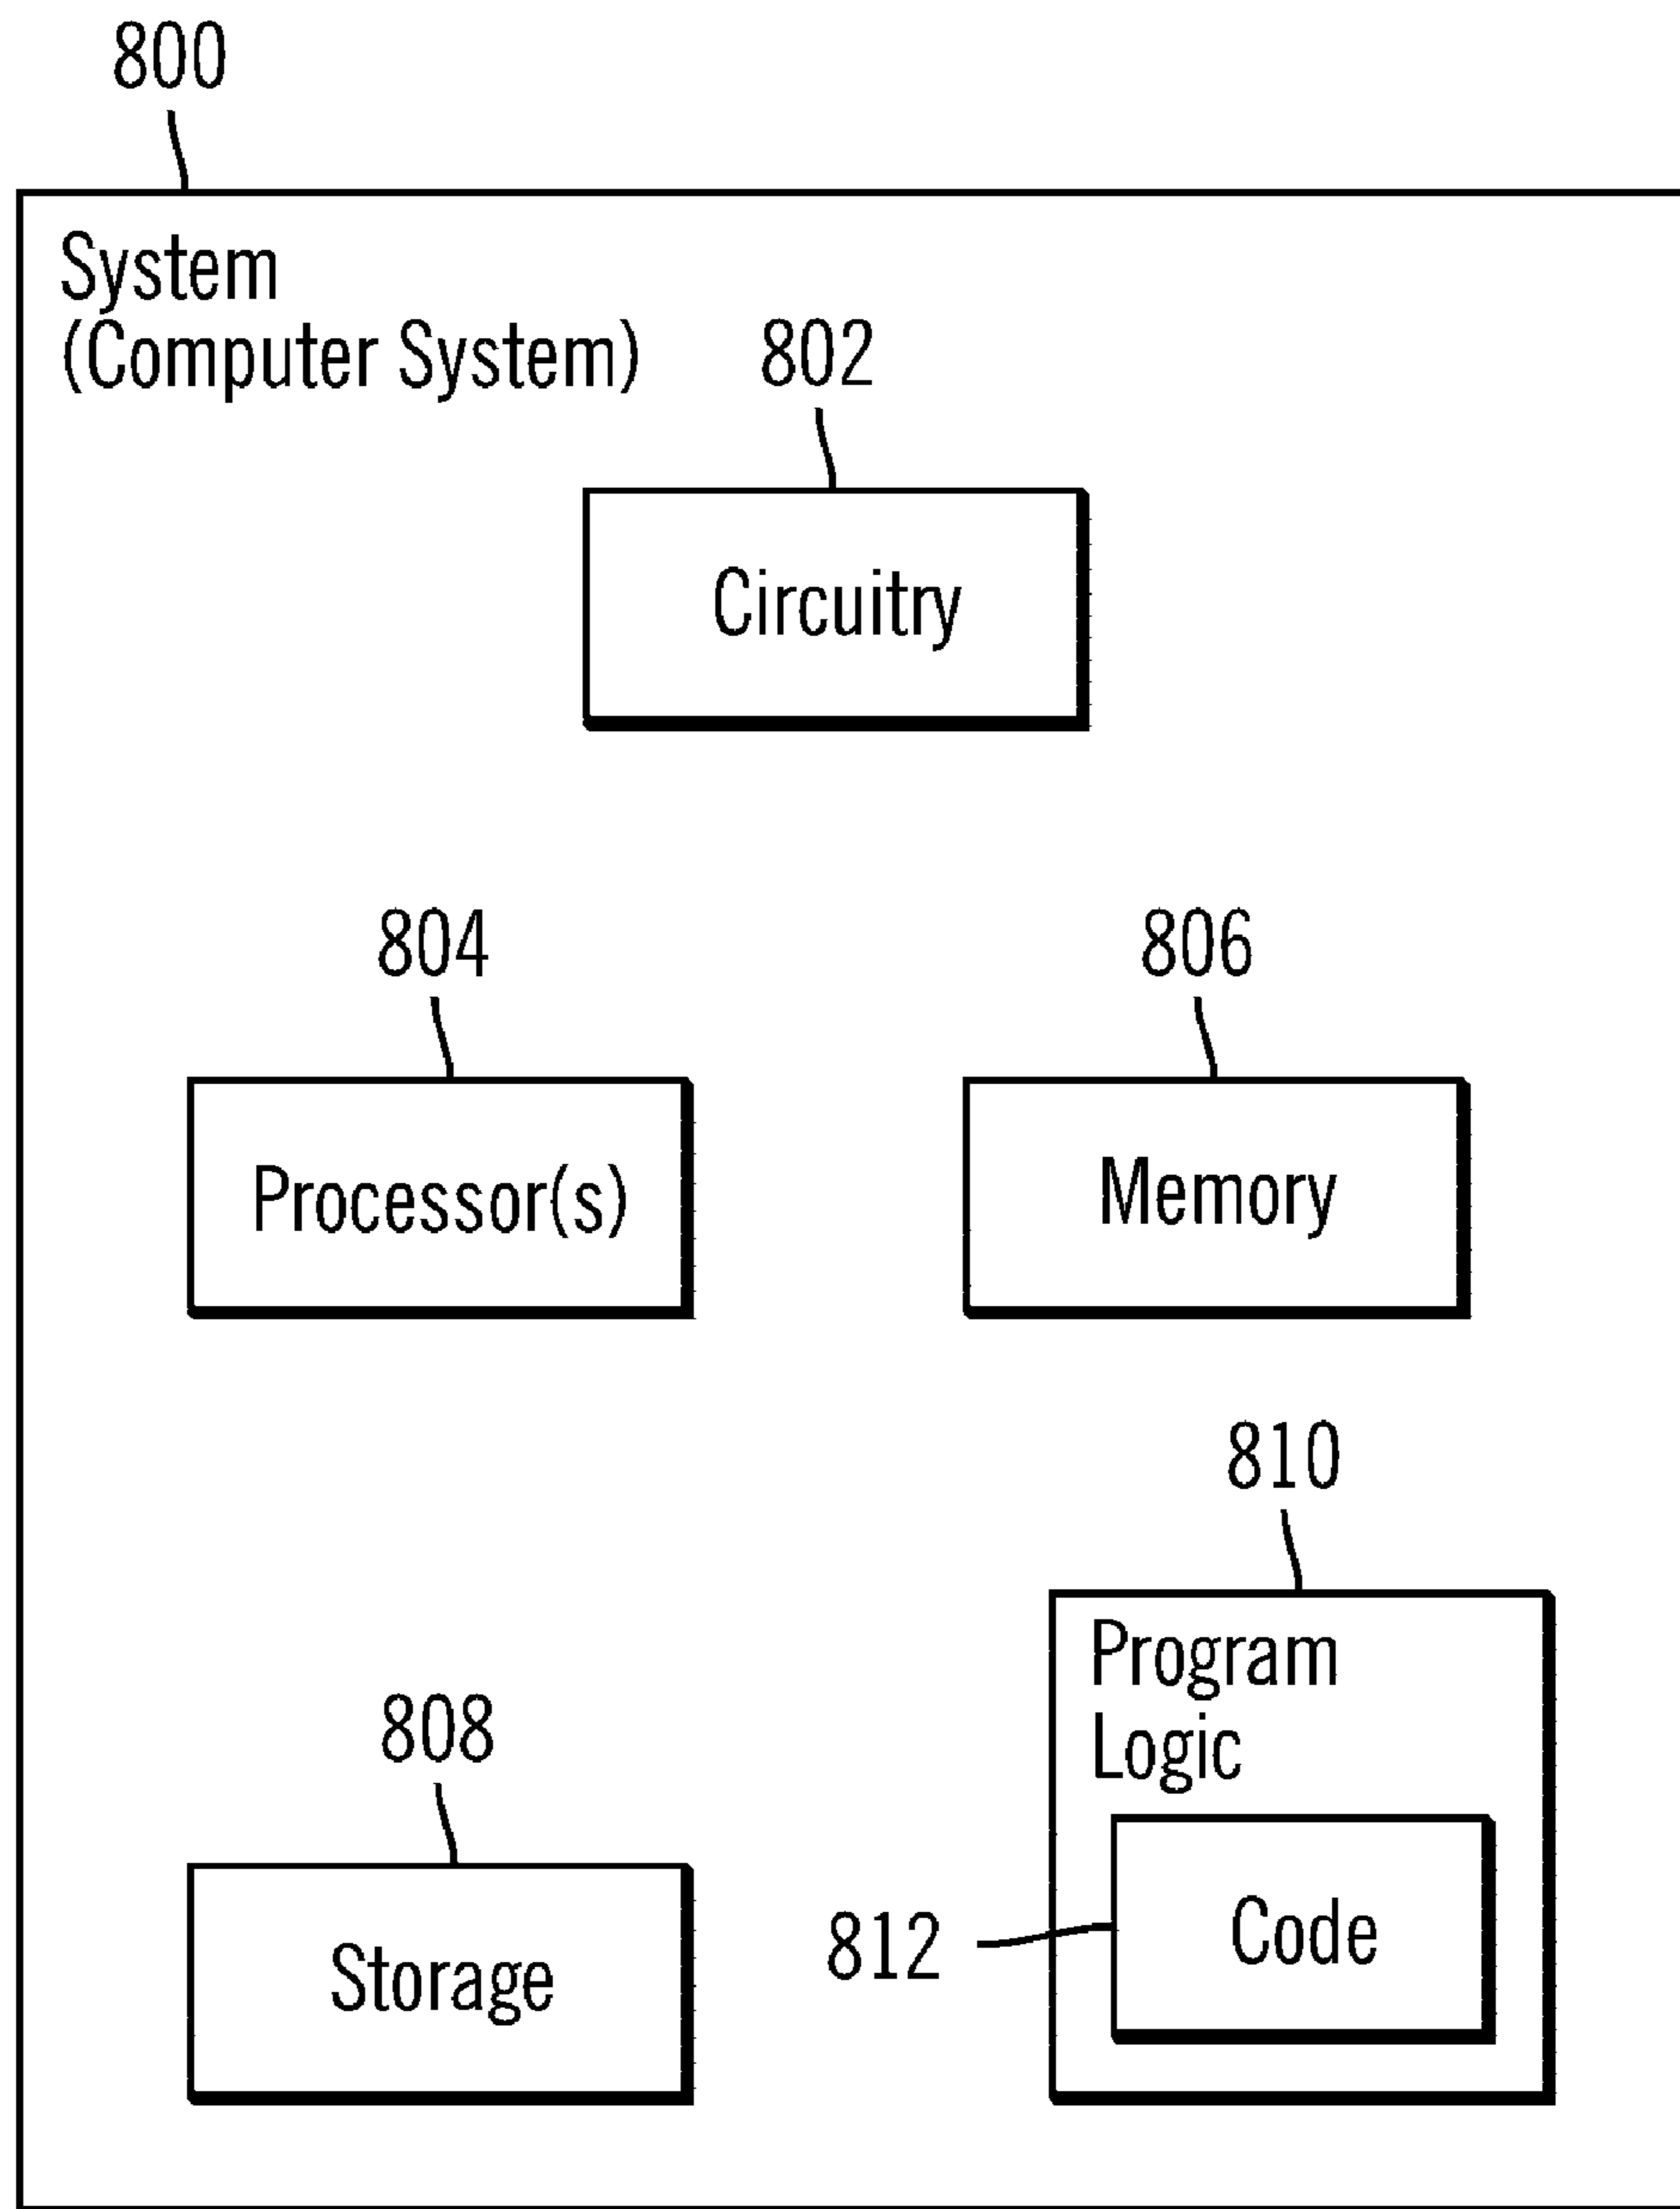 800
System
(Computer System)
802
Circuitry
804
806
Processor(s)
Memory
810
Program
Logic
808
812
Code
Storage